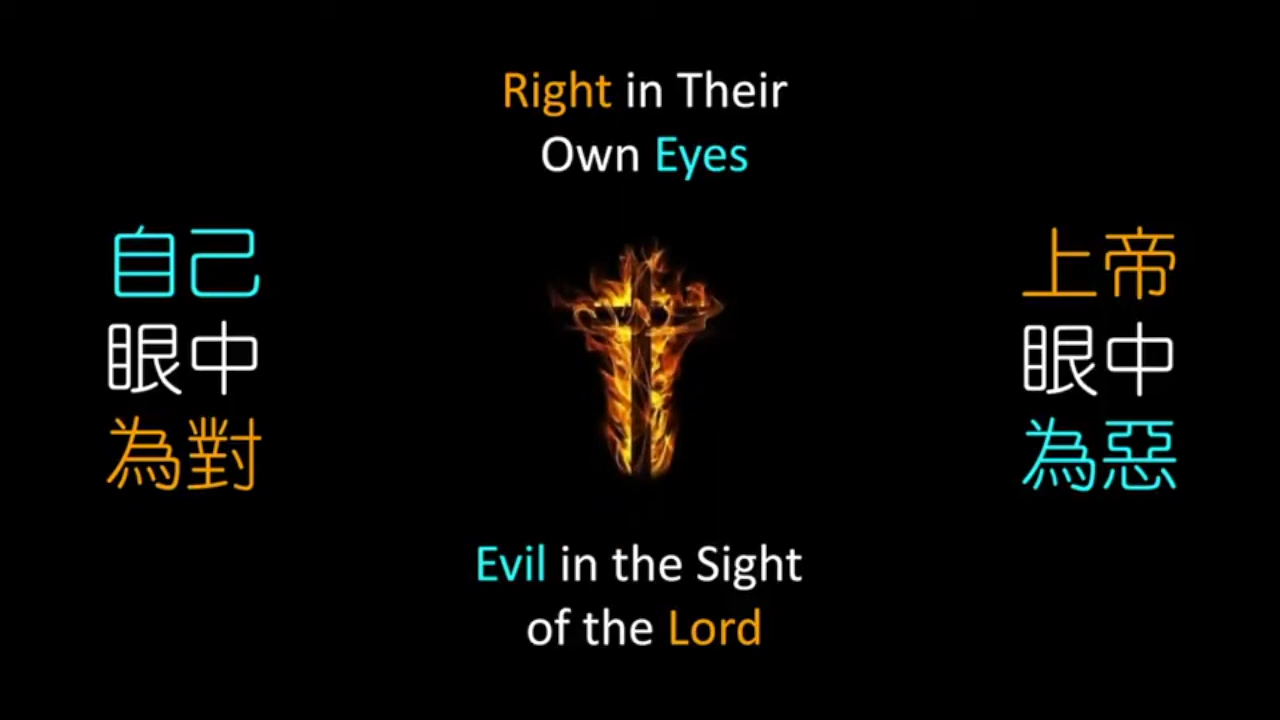 Right in Their
Own Eyes
自己
眼中
為對
上帝
眼中
為惡
Evil in the Sight
of the Lord